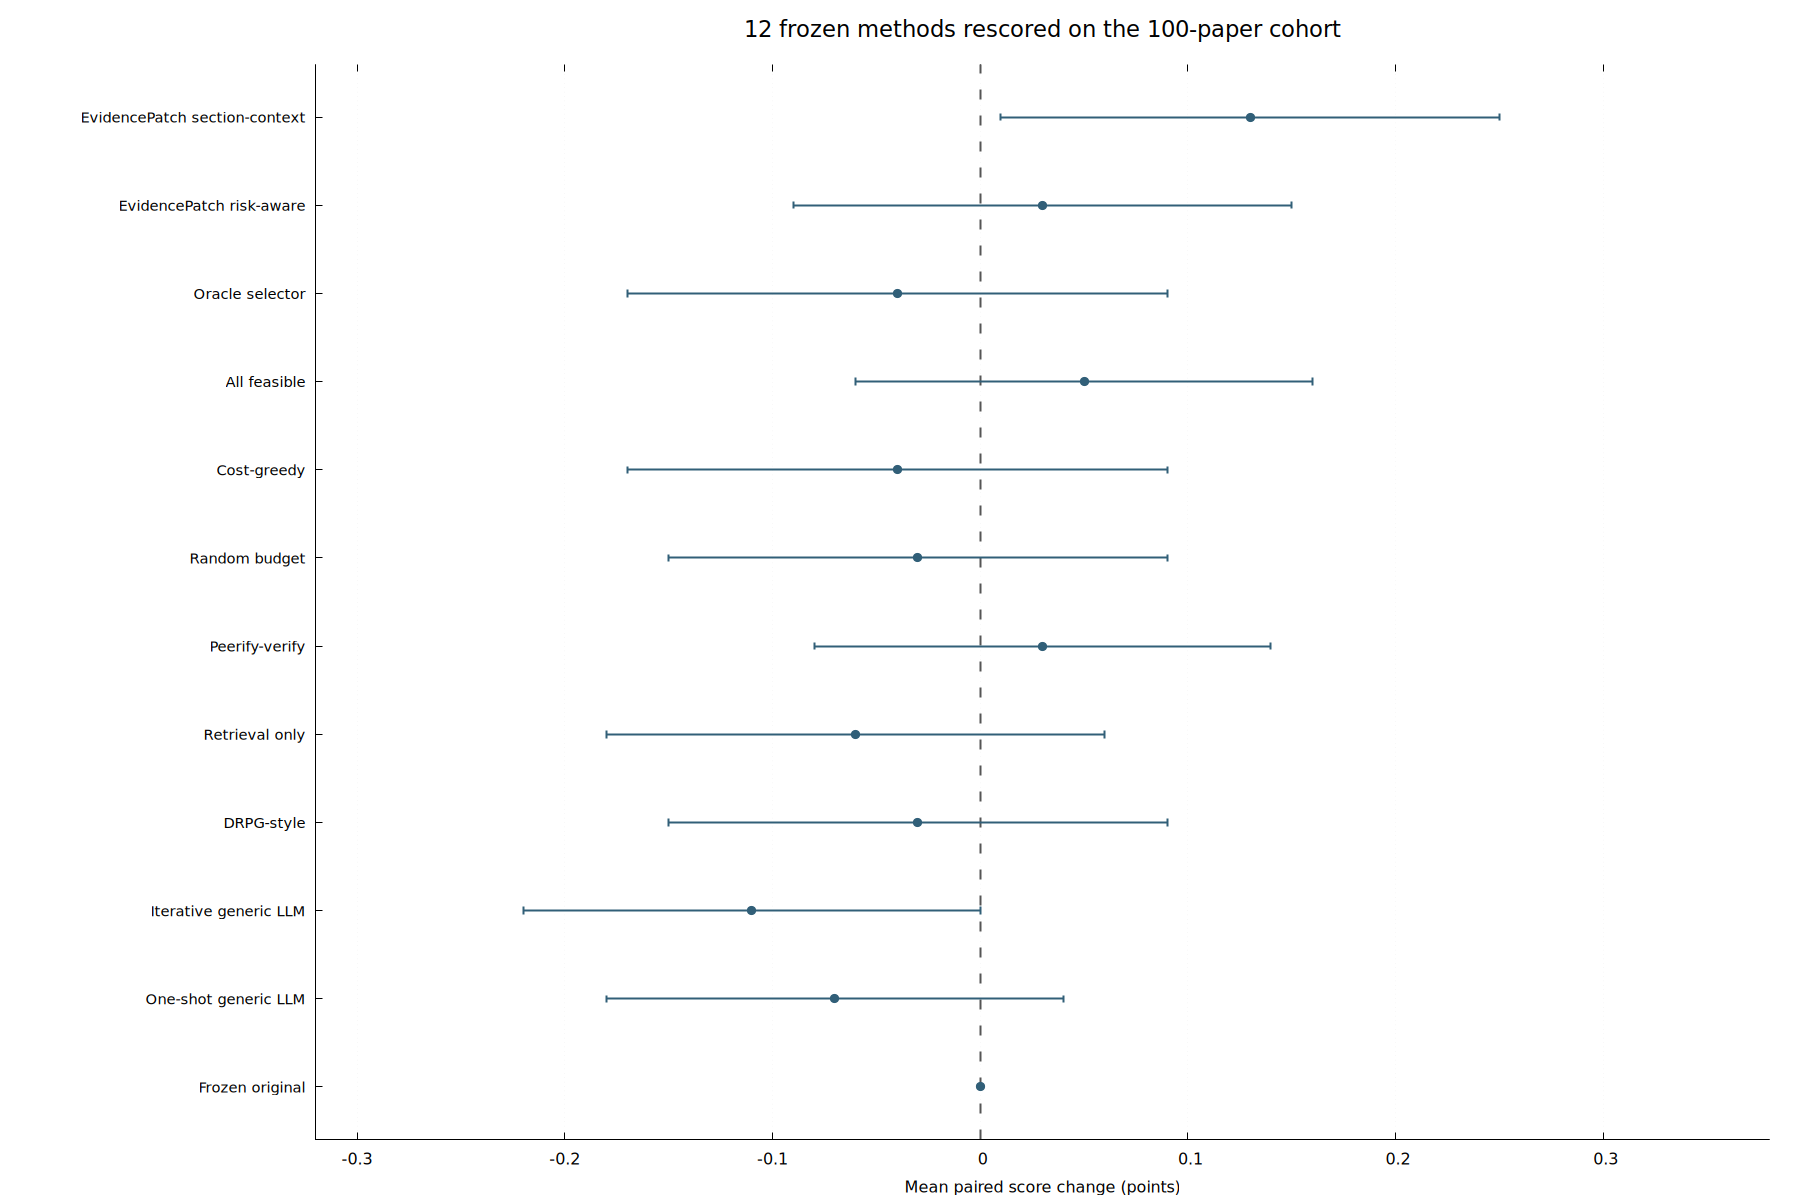 12 frozen methods rescored on the 100-paper cohort
EvidencePatch section-context
EvidencePatch risk-aware
Oracle selector
All feasible
Cost-greedy
Random budget
Peerify-verify
Retrieval only
DRPG-style
Iterative generic LLM
One-shot generic LLM
Frozen original
-0.3 -0.2 -0.1 0 0.1 0.2 0.3
Mean paired score change (points)